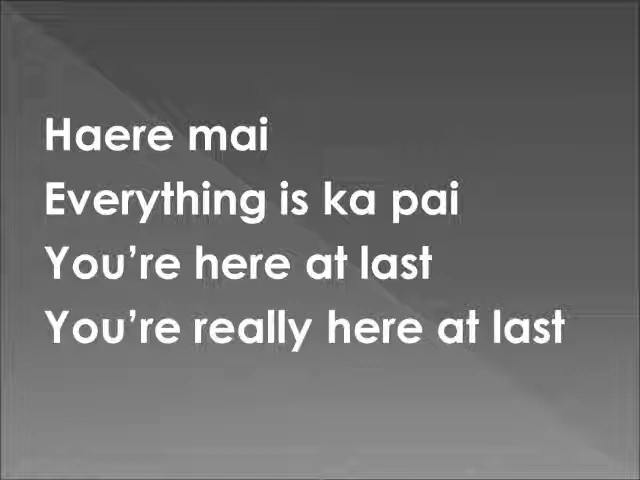 Haere mai
Everything is ka pai
You’re here at last
You’re really here at last